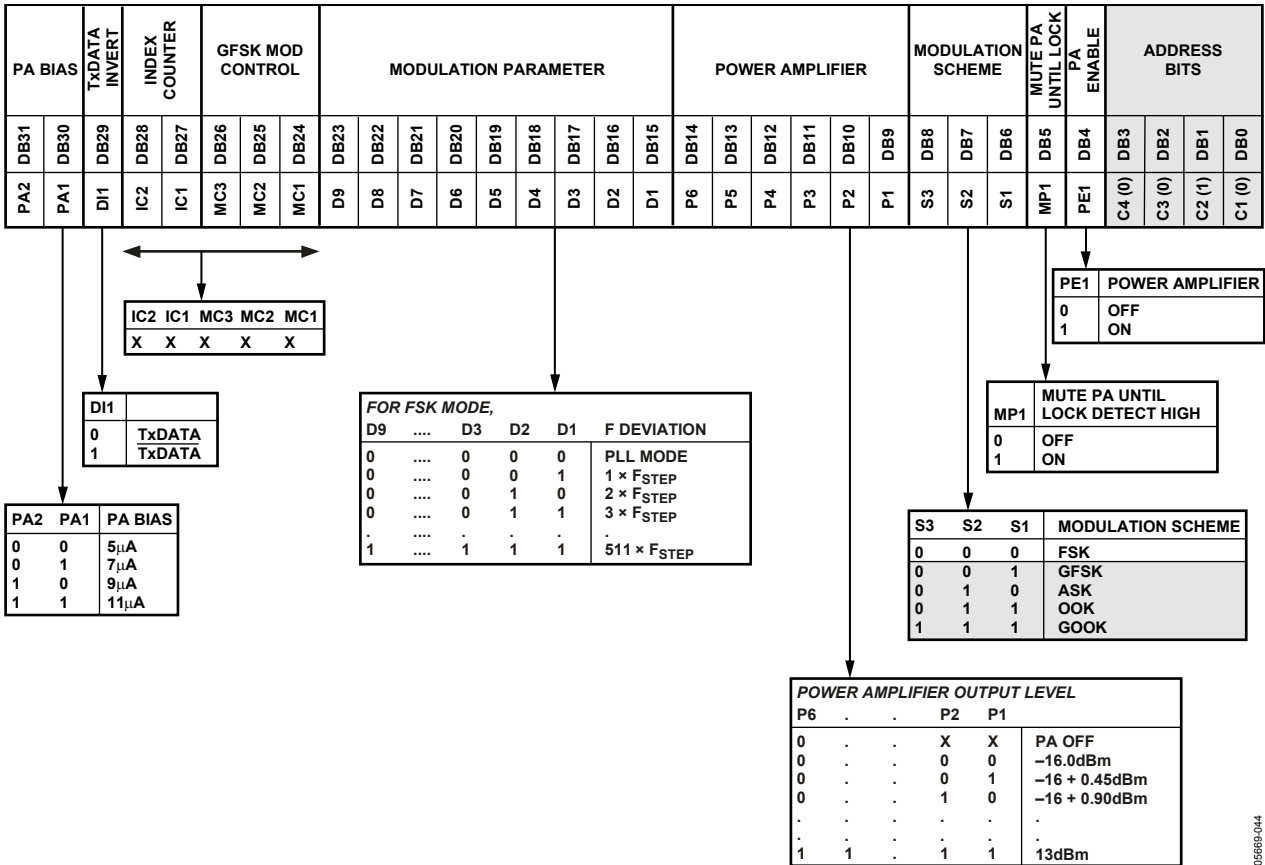 PA BIAS
TxDATA
INVERT
INDEX
COUNTER
GFSK MOD
CONTROL
MODULATION PARAMETER
POWER AMPLIFIER
MODULATION
SCHEME
MUTE PA
UNTIL LOCK
PA
ENABLE
ADDRESS
BITS
DB31 DB30 DB29 DB28 DB27 DB26 DB25 DB24 DB23 DB22 DB21 DB20 DB19 DB18 DB17 DB16 DB15 DB14 DB13 DB12 DB11 DB10 DB9 DB8 DB7 DB6 DB5 DB4 DB3 DB2 DB1 DB0
PA2 PA1 DI1 IC2 IC1 MC3 MC2 MC1 D9 D8 D7 D6 D5 D4 D3 D2 D1 P6 P5 P4 P3 P2 P1 S3 S2 S1 MP1 PE1 C4 (0) C3 (0) C2 (1) C1 (0)
IC2 IC1 MC3 MC2 MC1
X X X X X
PE1 POWER AMPLIFIER
0 OFF
1 ON
DI1
0 TxDATA
1 TxDATA
FOR FSK MODE,
D9 .... D3 D2 D1 F DEVIATION
0 .... 0 0 0 PLL MODE
0 .... 0 0 1 1 × FSTEP
0 .... 0 1 0 2 × FSTEP
0 .... 0 1 1 3 × FSTEP
. .... . . . .
1 .... 1 1 1 511 × FSTEP
MP1 MUTE PA UNTIL
LOCK DETECT HIGH
0 OFF
1 ON
PA2 PA1 PA BIAS
0 0 5µA
0 1 7µA
1 0 9µA
1 1 11µA
S3 S2 S1 MODULATION SCHEME
0 0 0 FSK
0 0 1 GFSK
0 1 0 ASK
0 1 1 OOK
1 1 1 GOOK
POWER AMPLIFIER OUTPUT LEVEL
P6 . . P2 P1
0 . . X X PA OFF
0 . . 0 0 –16.0dBm
0 . . 0 1 –16 + 0.45dBm
0 . . 1 0 –16 + 0.90dBm
. . . . . .
. . . . . .
1 1 . 1 1 13dBm
05669-044